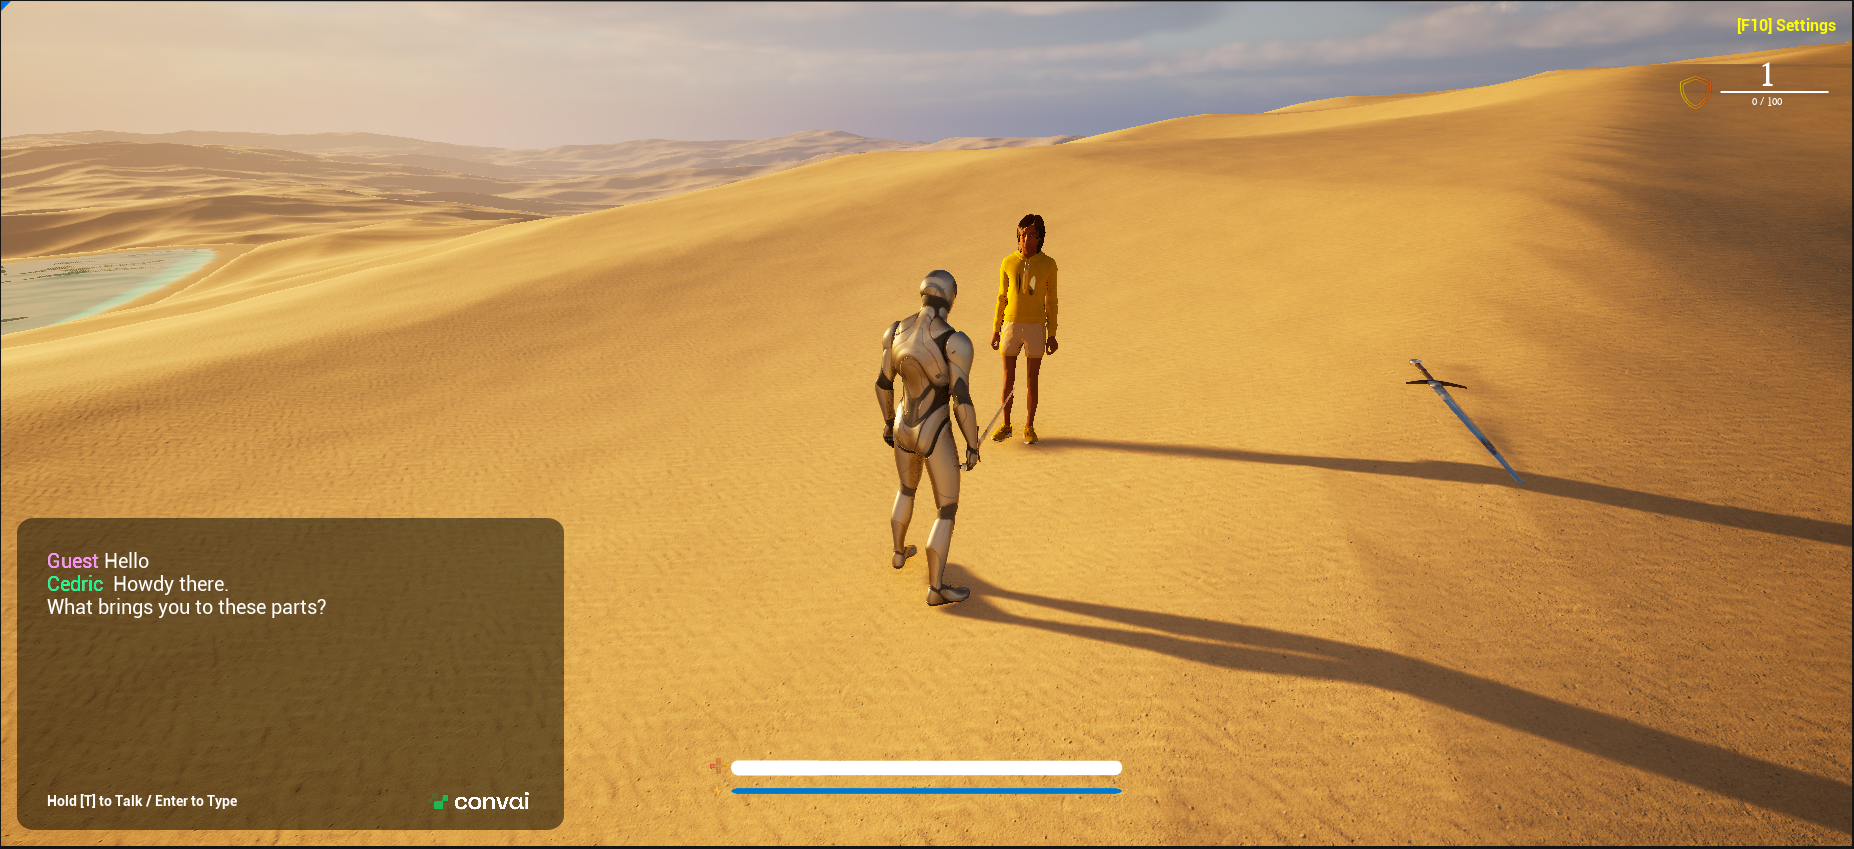 [F10] Settings
1
0 / 100
Guest Hello
Cedric Howdy there.
What brings you to these parts?
Hold [T] to Talk / Enter to Type
convai